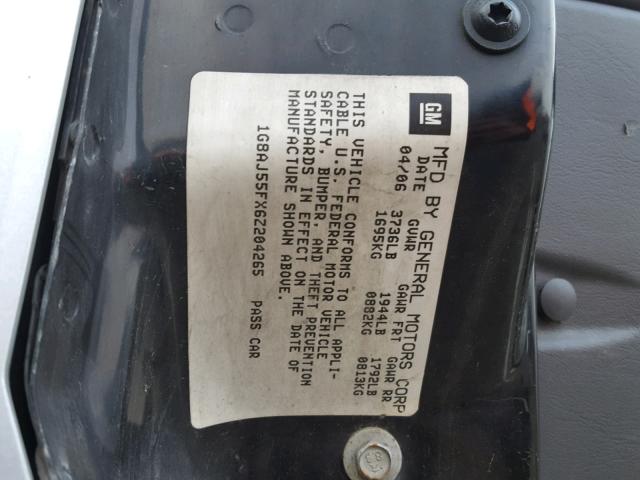 GM
MFD BY GENERAL MOTORS CORP
DATE GVWR GAWR FRT GAWR RR
04/06 3736LB 1944LB 1792LB
1695KG 0882KG 0813KG
THIS VEHICLE CONFORMS TO ALL APPLI-
CABLE U.S. FEDERAL MOTOR VEHICLE
SAFETY, BUMPER, AND THEFT PREVENTION
STANDARDS IN EFFECT ON THE DATE OF
MANUFACTURE SHOWN ABOVE.
1G8AJ55FX6Z204265 PASS CAR